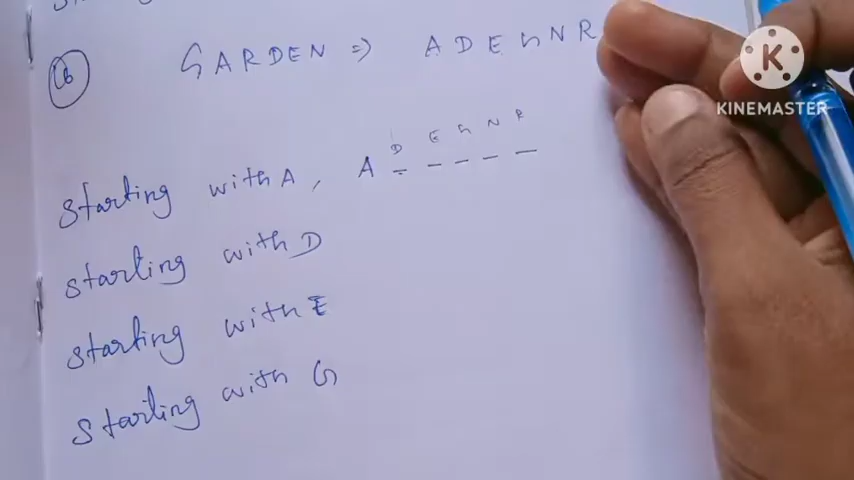 16 GARDEN => ADEGNR
K
KINEMASTER
D E G N R
starting with A, A _ _ _ _ _
starting with D
starting with E
starting with G